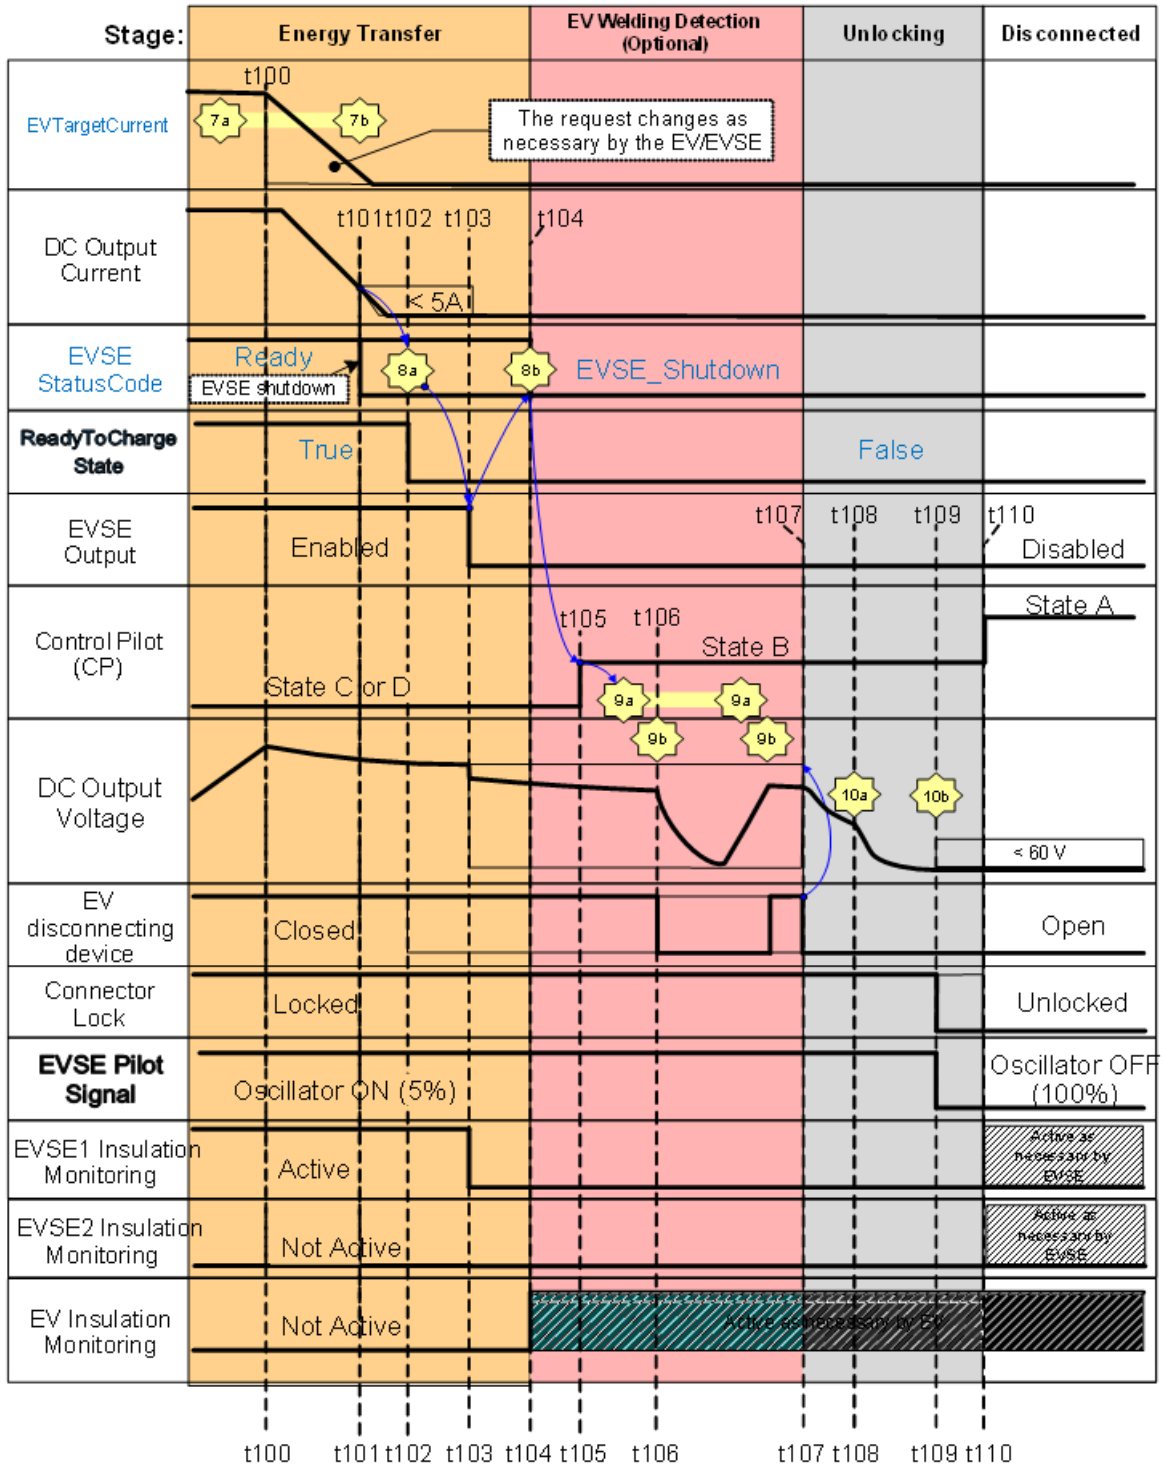 Stage:
Energy Transfer
EV Welding Detection
(Optional)
Unlocking
Disconnected
t100
EVTargetCurrent
7a
7b
The request changes as
necessary by the EV/EVSE
DC Output
Current
t101
t102
t103
t104
< 5A
EVSE
StatusCode
Ready
EVSE shutdown
8a
8b
EVSE_Shutdown
ReadyToCharge
State
True
False
EVSE
Output
Enabled
t107
t108
t109
t110
Disabled
Control Pilot
(CP)
State C or D
t105
t106
State B
State A
9a
9a
9b
9b
DC Output
Voltage
10a
10b
< 60 V
EV
disconnecting
device
Closed
Open
Connector
Lock
Locked
Unlocked
EVSE Pilot
Signal
Oscillator ON (5%)
Oscillator OFF
(100%)
EVSE1 Insulation
Monitoring
Active
Active as
necessary by
EVSE
EVSE2 Insulation
Monitoring
Not Active
Active as
necessary by
EVSE
EV Insulation
Monitoring
Not Active
Active as necessary by EV
t100
t101
t102
t103
t104
t105
t106
t107
t108
t109
t110